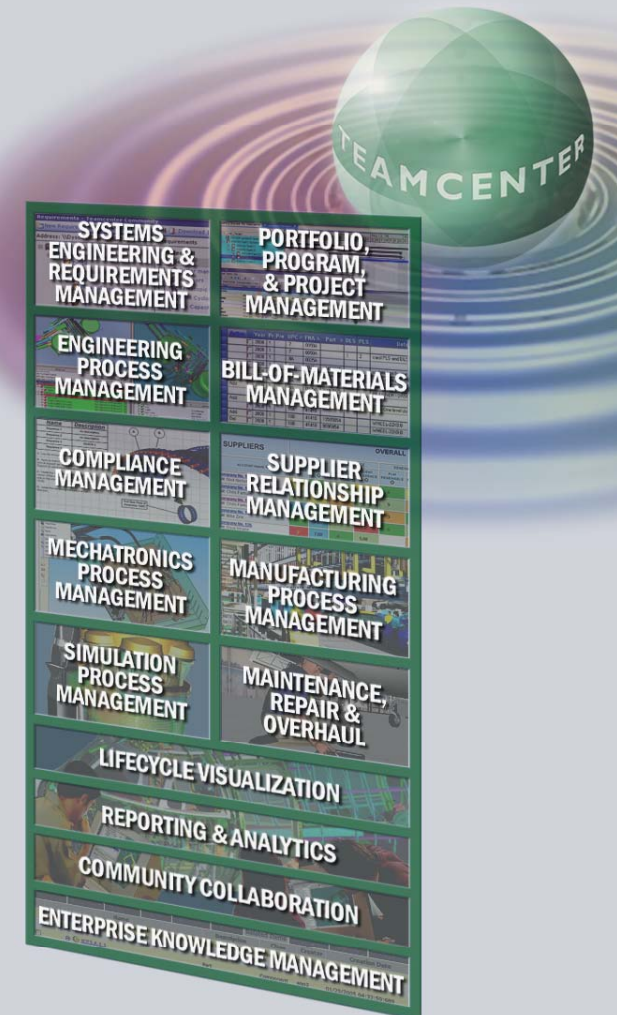 TEAMCENTER
SYSTEMS
ENGINEERING &
REQUIREMENTS
MANAGEMENT
PORTFOLIO,
PROGRAM,
& PROJECT
MANAGEMENT
ENGINEERING
PROCESS
MANAGEMENT
BILL-OF-MATERIALS
MANAGEMENT
COMPLIANCE
MANAGEMENT
SUPPLIERS
OVERALL
SUPPLIER
RELATIONSHIP
MANAGEMENT
MECHATRONICS
PROCESS
MANAGEMENT
MANUFACTURING
PROCESS
MANAGEMENT
SIMULATION
PROCESS
MANAGEMENT
MAINTENANCE,
REPAIR &
OVERHAUL
LIFECYCLE VISUALIZATION
REPORTING & ANALYTICS
COMMUNITY COLLABORATION
ENTERPRISE KNOWLEDGE MANAGEMENT